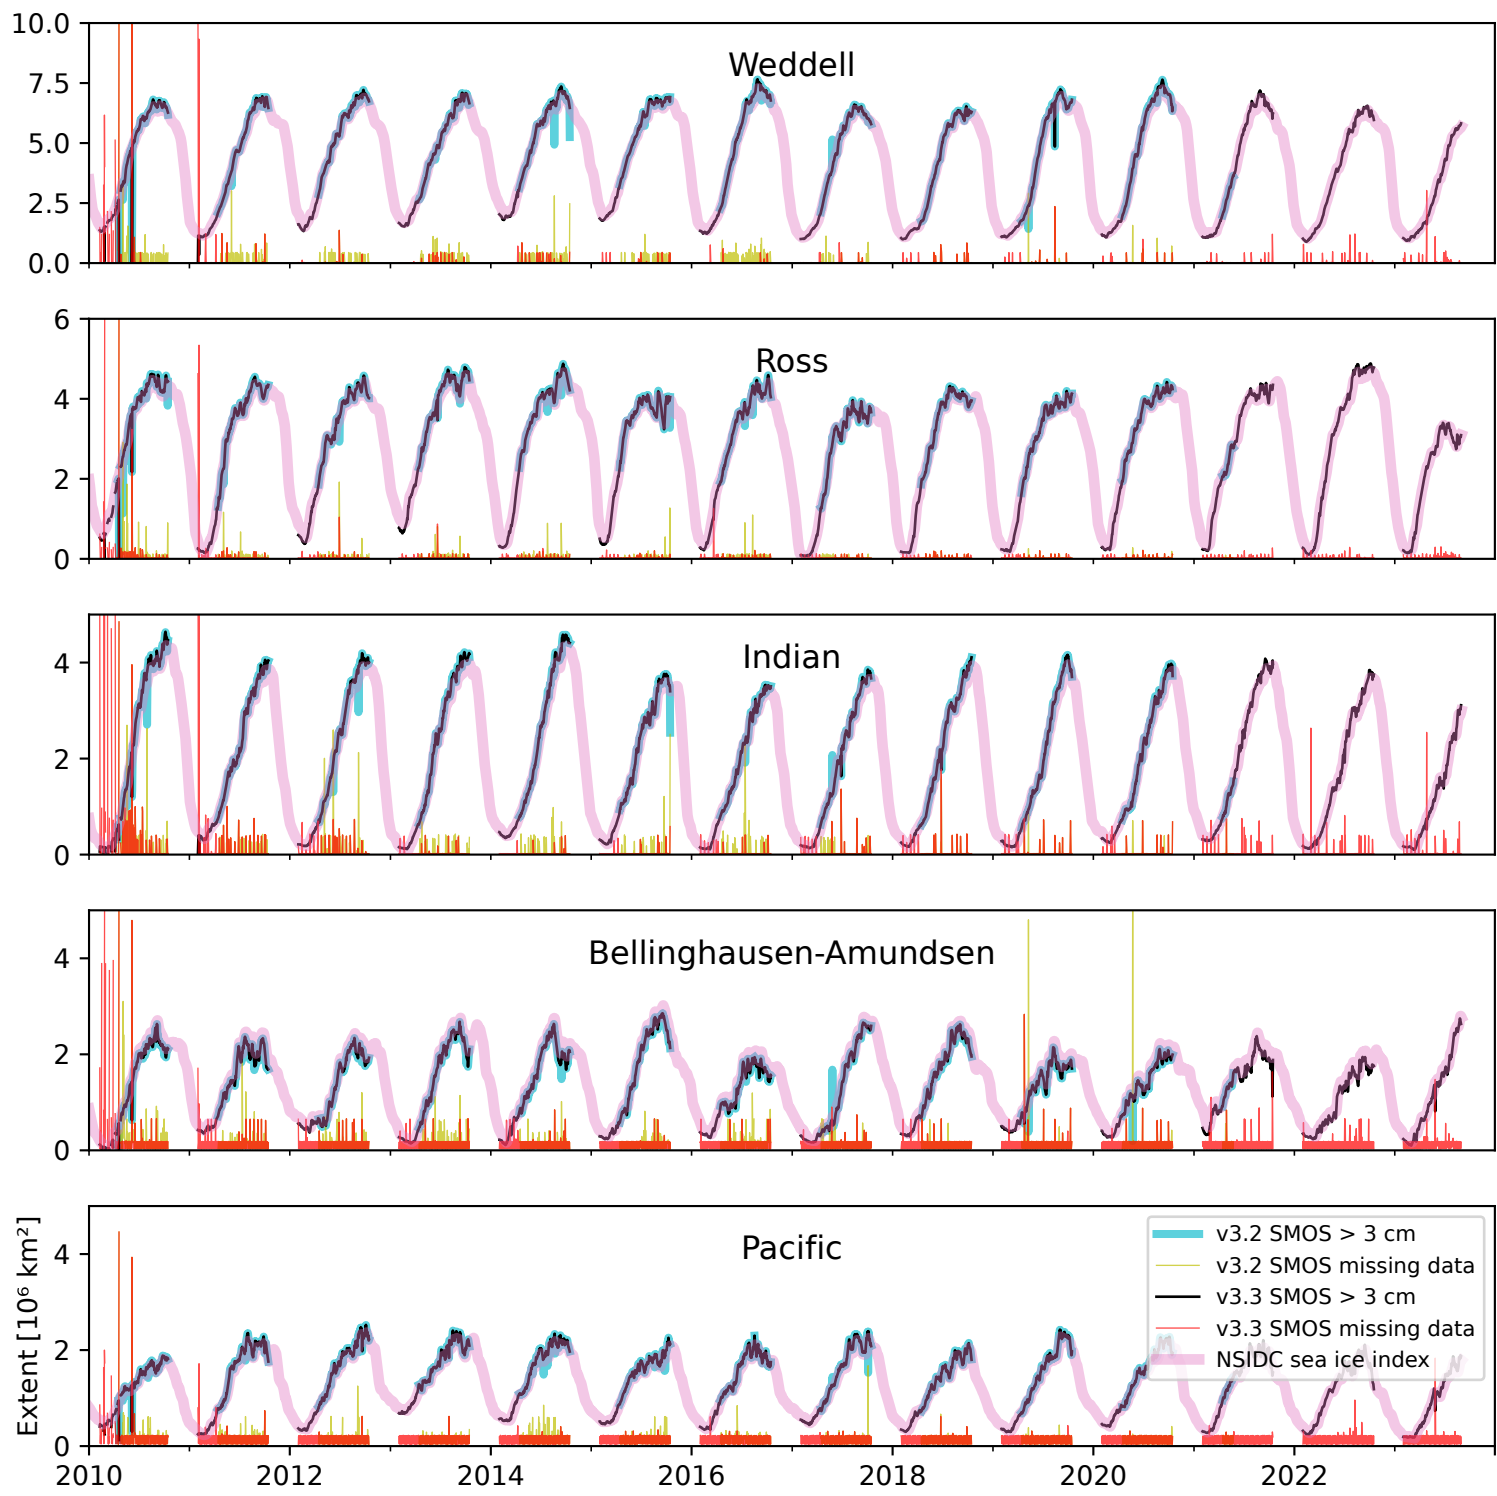 10.0
7.5
5.0
2.5
0.0
Weddell
6
4
2
0
Ross
4
2
0
Indian
4
2
0
Bellinghausen-Amundsen
4
2
0
Pacific
Extent [10⁶ km²]
v3.2 SMOS > 3 cm
v3.2 SMOS missing data
v3.3 SMOS > 3 cm
v3.3 SMOS missing data
NSIDC sea ice index
2010 2012 2014 2016 2018 2020 2022